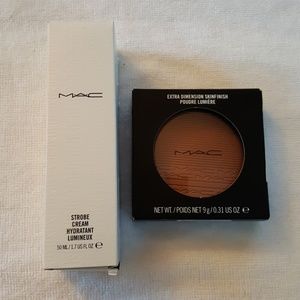 MAC
STROBE
CREAM
HYDRATANT
LUMINEUX
50 ML / 1.7 US FL OZ e
EXTRA DIMENSION SKINFINISH
POUDRE LUMIÈRE
MAC
NET WT. / POIDS NET 9 g / 0.31 US OZ e